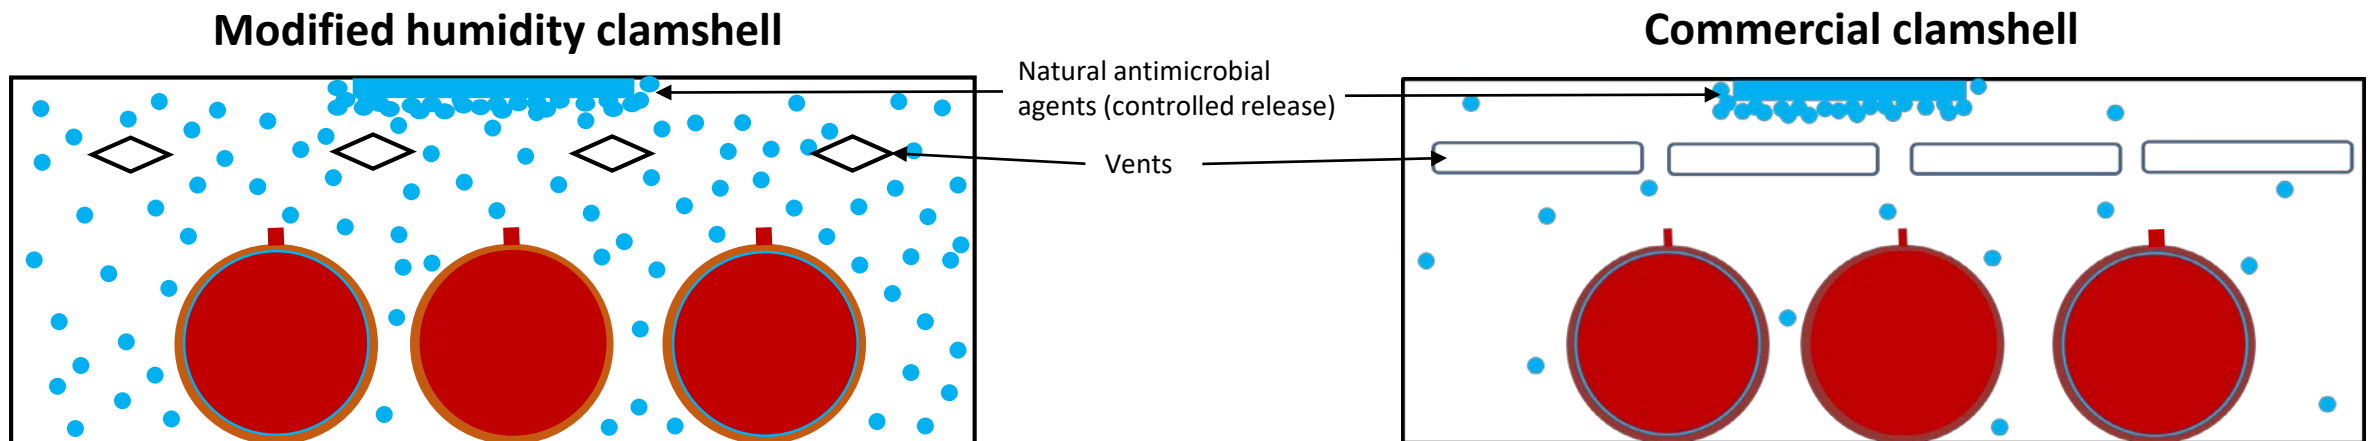 Modified humidity clamshell
Commercial clamshell
Natural antimicrobial
agents (controlled release)
Vents